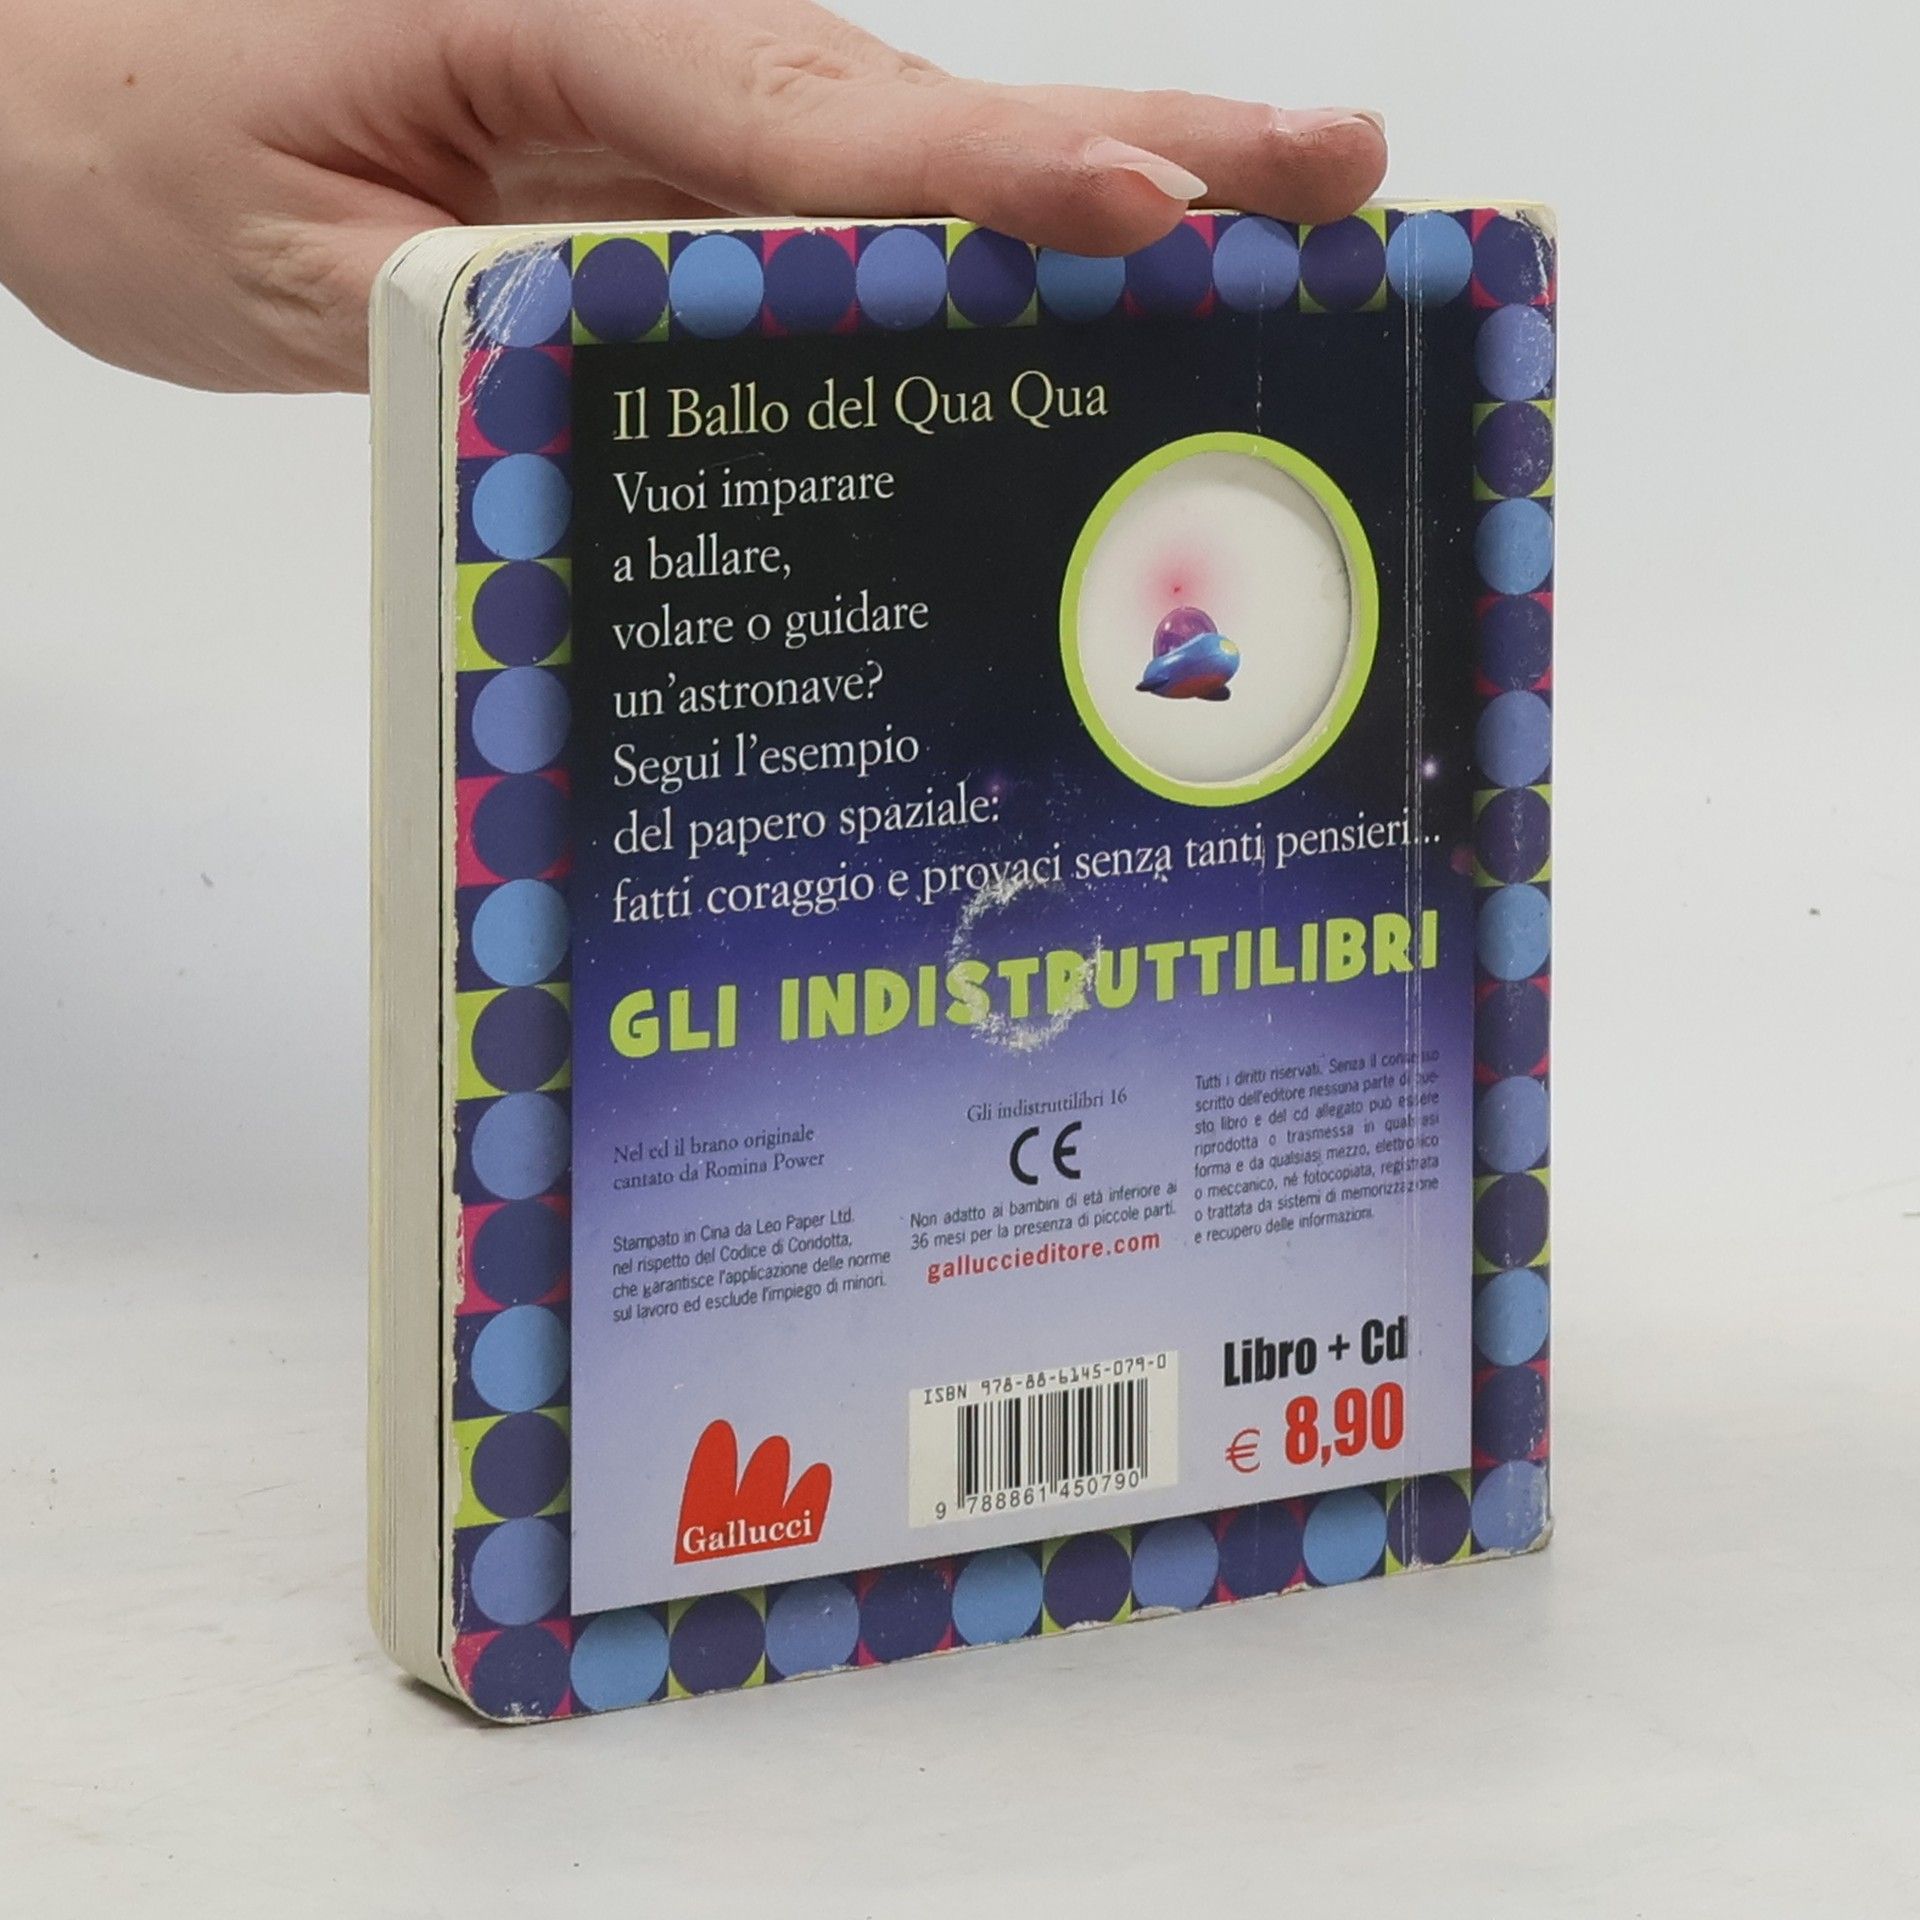 Il Ballo del Qua Qua
Vuoi imparare
a ballare,
volare o guidare
un'astronave?
Segui l'esempio
del papero spaziale:
fatti coraggio e provaci senza tanti pensieri...
GLI INDISTRUTTILIBRI
Nel cd il brano originale
cantato da Romina Power
Stampato in Cina da Leo Paper Ltd.
nel rispetto del Codice di Condotta,
che garantisce l'applicazione delle norme
sul lavoro ed esclude l'impiego di minori.
Gli indistruttilibri 16
CE
Non adatto ai bambini di età inferiore ai
36 mesi per la presenza di piccole parti.
galluccieditore.com
Tutti i diritti riservati. Senza il consenso
scritto dell'editore nessuna parte di que-
sto libro e del cd allegato può essere
riprodotta o trasmessa in qualsiasi
forma e da qualsiasi mezzo, elettronico
o meccanico, né fotocopiata, registrata
o trattata da sistemi di memorizzazione
e recupero delle informazioni.
Gallucci
ISBN 978-88-6145-079-0
9 788861 450790
Libro + Cd
€ 8,90